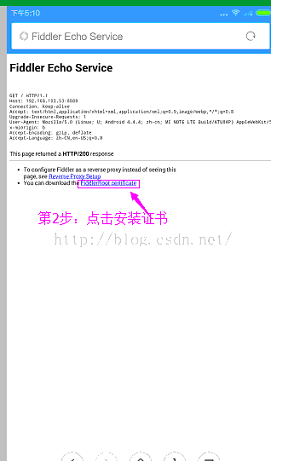 下午5:10
Fiddler Echo Service
Fiddler Echo Service
GET / HTTP/1.1
Host: 192.168.193.53:8888
Connection: keep-alive
Accept: text/html,application/xhtml+xml,application/xml;q=0.9,image/webp,*/*;q=0.8
Upgrade-Insecure-Requests: 1
User-Agent: Mozilla/5.0 (Linux; U; Android 4.4.4; zh-cn; MI NOTE LTE Build/KTU84P) AppleWebKit/5
x-miorigin: b
Accept-Encoding: gzip, deflate
Accept-Language: zh-CN,en-US;q=0.8
This page returned a HTTP/200 response
• To configure Fiddler as a reverse proxy instead of seeing this
page, see Reverse Proxy Setup
• You can download the FiddlerRoot certificate
第2步：点击安装证书
http://blog.csdn.net/